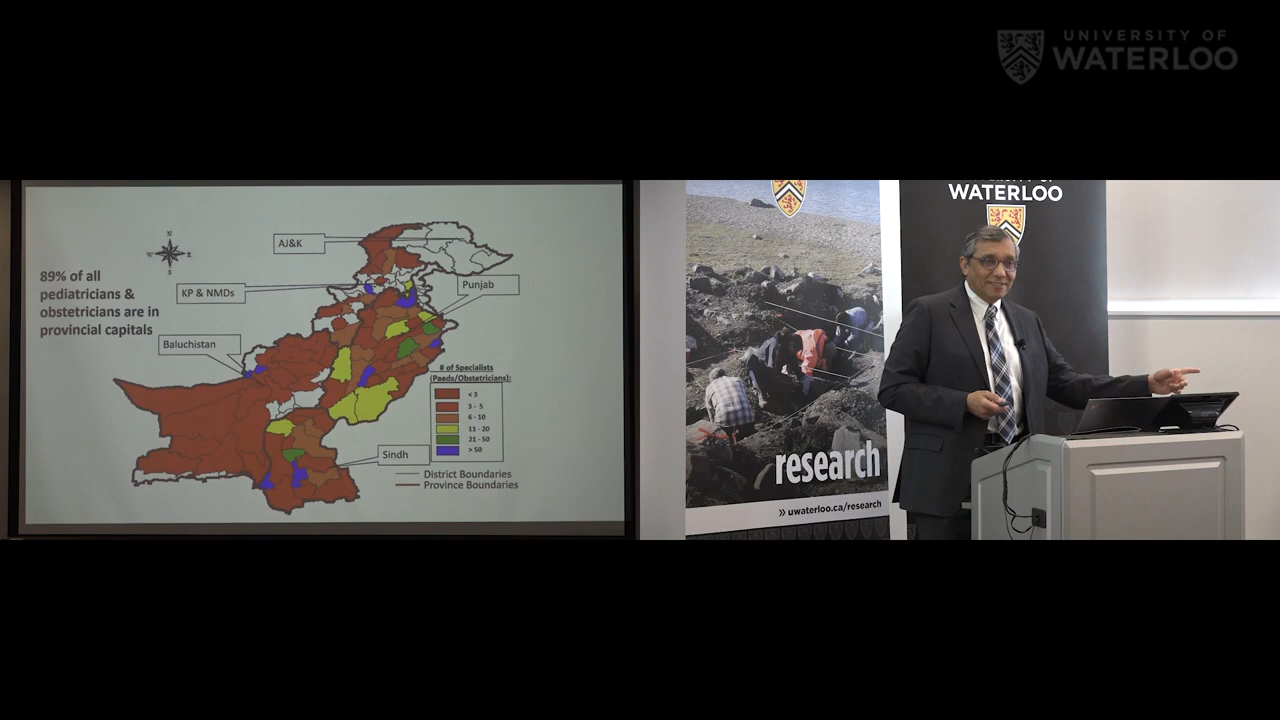 UNIVERSITY OF
WATERLOO
89% of all
pediatricians &
obstetricians are in
provincial capitals
N
W
E
S
AJ&K
KP & NMDs
Punjab
Baluchistan
Sindh
# of Specialists
(Paeds/Obstetricians):
< 3
3 - 5
6 - 10
11 - 20
21 - 50
> 50
District Boundaries
Province Boundaries
research
uwaterloo.ca/research
WATERLOO